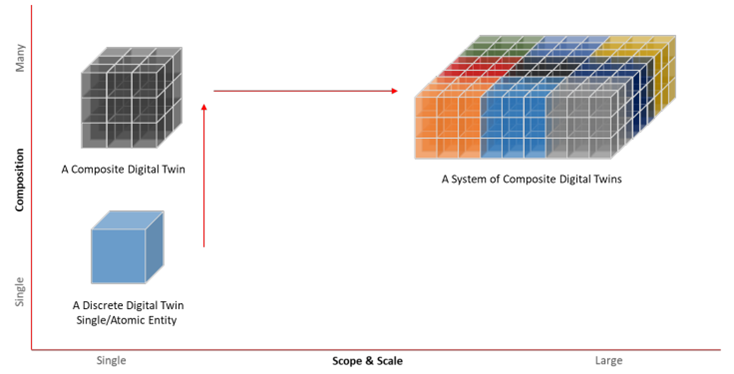 Many
Composition
Single
A Composite Digital Twin
A System of Composite Digital Twins
A Discrete Digital Twin
Single/Atomic Entity
Single
Scope & Scale
Large